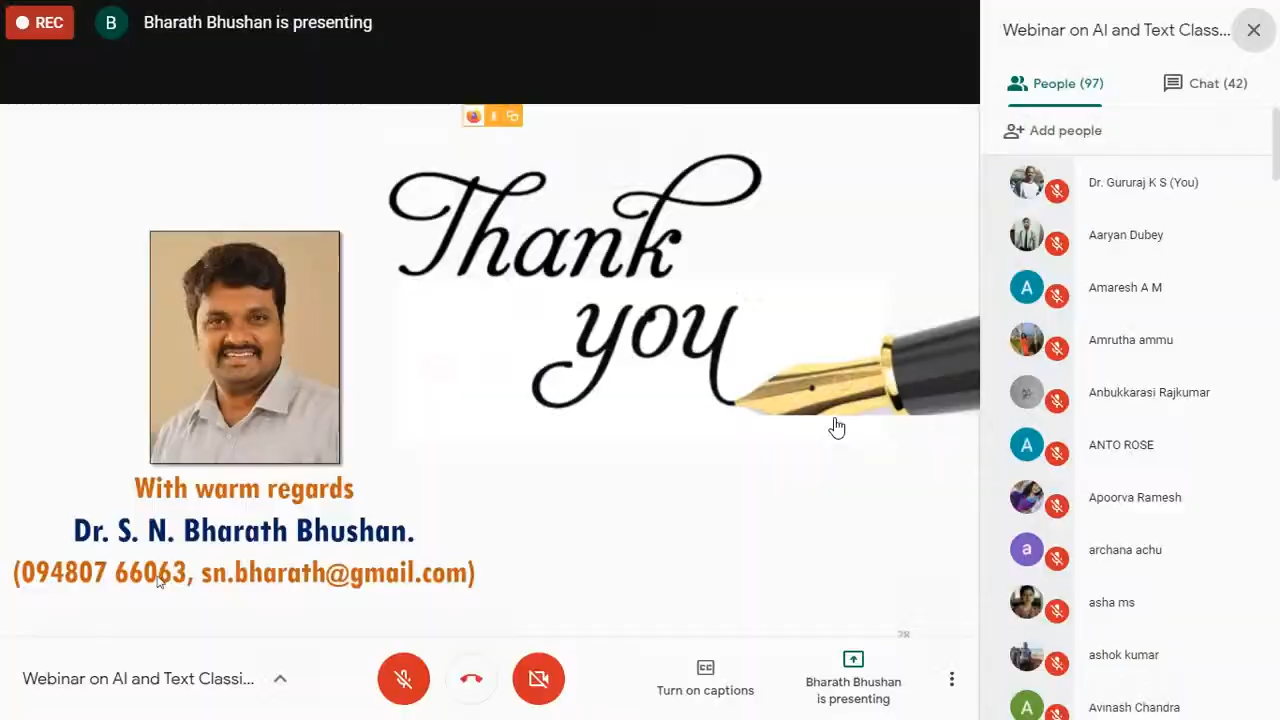 REC
B
Bharath Bhushan is presenting
Webinar on AI and Text Class...
People (97)
Chat (42)
Add people
Dr. Gururaj K S (You)
Aaryan Dubey
A
Amaresh A M
Amrutha ammu
Anbukkarasi Rajkumar
A
ANTO ROSE
Apoorva Ramesh
a
archana achu
asha ms
ashok kumar
A
Avinash Chandra
Thank
you
With warm regards
Dr. S. N. Bharath Bhushan.
(094807 66063, sn.bharath@gmail.com)
28
Webinar on AI and Text Classi...
Turn on captions
Bharath Bhushan
is presenting